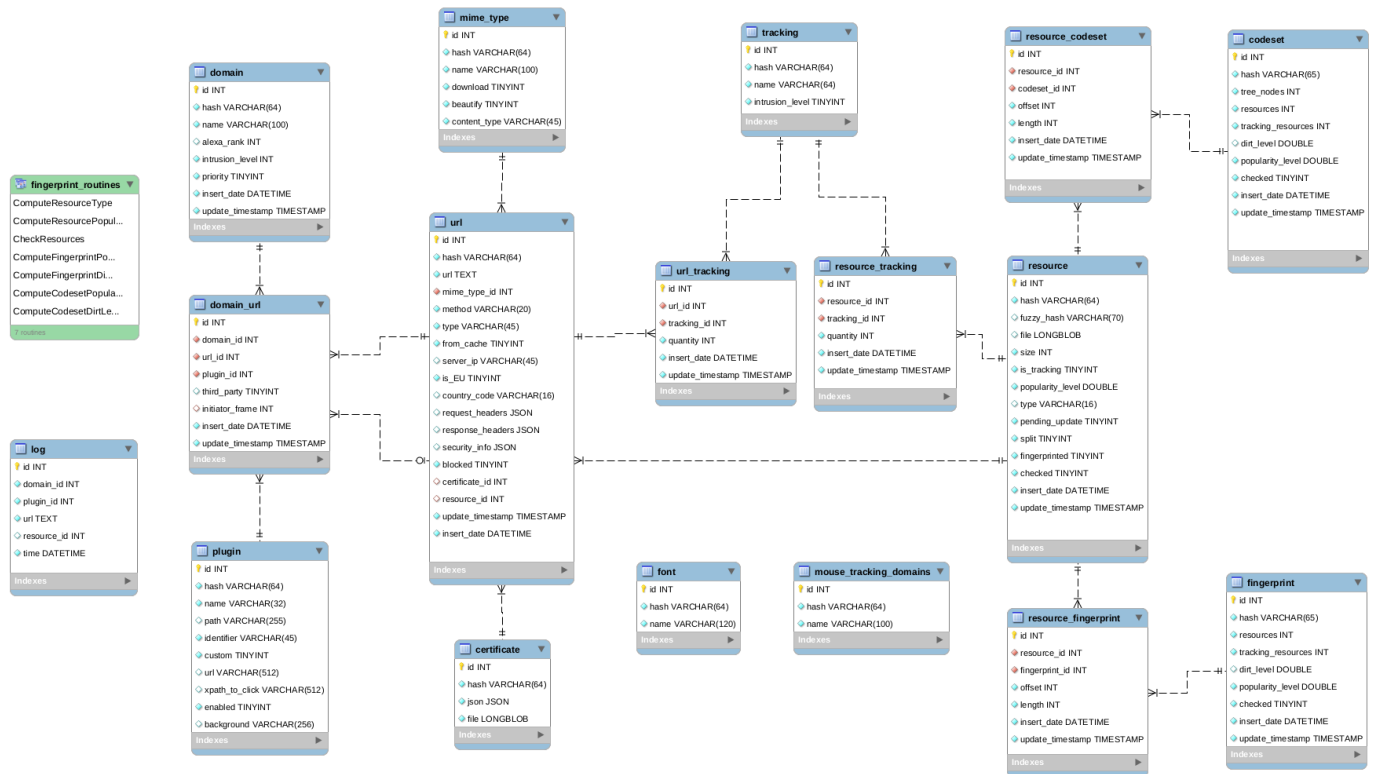 fingerprint_routines
ComputeResourceType
ComputeResourcePopul...
CheckResources
ComputeFingerprintPo...
ComputeFingerprintDi...
ComputeCodesetPopula...
ComputeCodesetDirtLe...
7 routines
log
id INT
domain_id INT
plugin_id INT
url TEXT
resource_id INT
time DATETIME
Indexes
domain
id INT
hash VARCHAR(64)
name VARCHAR(100)
alexa_rank INT
intrusion_level INT
priority TINYINT
insert_date DATETIME
update_timestamp TIMESTAMP
Indexes
domain_url
id INT
domain_id INT
url_id INT
plugin_id INT
third_party TINYINT
initiator_frame INT
insert_date DATETIME
update_timestamp TIMESTAMP
Indexes
plugin
id INT
hash VARCHAR(64)
name VARCHAR(32)
path VARCHAR(255)
identifier VARCHAR(45)
custom TINYINT
url VARCHAR(512)
xpath_to_click VARCHAR(512)
enabled TINYINT
background VARCHAR(256)
Indexes
mime_type
id INT
hash VARCHAR(64)
name VARCHAR(100)
download TINYINT
beautify TINYINT
content_type VARCHAR(45)
Indexes
url
id INT
hash VARCHAR(64)
url TEXT
mime_type_id INT
method VARCHAR(20)
type VARCHAR(45)
from_cache TINYINT
server_ip VARCHAR(45)
is_EU TINYINT
country_code VARCHAR(16)
request_headers JSON
response_headers JSON
security_info JSON
blocked TINYINT
certificate_id INT
resource_id INT
update_timestamp TIMESTAMP
insert_date DATETIME
Indexes
certificate
id INT
hash VARCHAR(64)
json JSON
file LONGBLOB
Indexes
tracking
id INT
hash VARCHAR(64)
name VARCHAR(64)
intrusion_level TINYINT
Indexes
url_tracking
id INT
url_id INT
tracking_id INT
quantity INT
insert_date DATETIME
update_timestamp TIMESTAMP
Indexes
resource_tracking
id INT
resource_id INT
tracking_id INT
quantity INT
insert_date DATETIME
update_timestamp TIMESTAMP
Indexes
font
id INT
hash VARCHAR(64)
name VARCHAR(120)
Indexes
mouse_tracking_domains
id INT
hash VARCHAR(64)
name VARCHAR(100)
Indexes
resource_codeset
id INT
resource_id INT
codeset_id INT
offset INT
length INT
insert_date DATETIME
update_timestamp TIMESTAMP
Indexes
resource
id INT
hash VARCHAR(64)
fuzzy_hash VARCHAR(70)
file LONGBLOB
size INT
is_tracking TINYINT
popularity_level DOUBLE
type VARCHAR(16)
pending_update TINYINT
split TINYINT
fingerprinted TINYINT
checked TINYINT
insert_date DATETIME
update_timestamp TIMESTAMP
Indexes
resource_fingerprint
id INT
resource_id INT
fingerprint_id INT
offset INT
length INT
insert_date DATETIME
update_timestamp TIMESTAMP
Indexes
codeset
id INT
hash VARCHAR(65)
tree_nodes INT
resources INT
tracking_resources INT
dirt_level DOUBLE
popularity_level DOUBLE
checked TINYINT
insert_date DATETIME
update_timestamp TIMESTAMP
Indexes
fingerprint
id INT
hash VARCHAR(65)
resources INT
tracking_resources INT
dirt_level DOUBLE
popularity_level DOUBLE
checked TINYINT
insert_date DATETIME
update_timestamp TIMESTAMP
Indexes